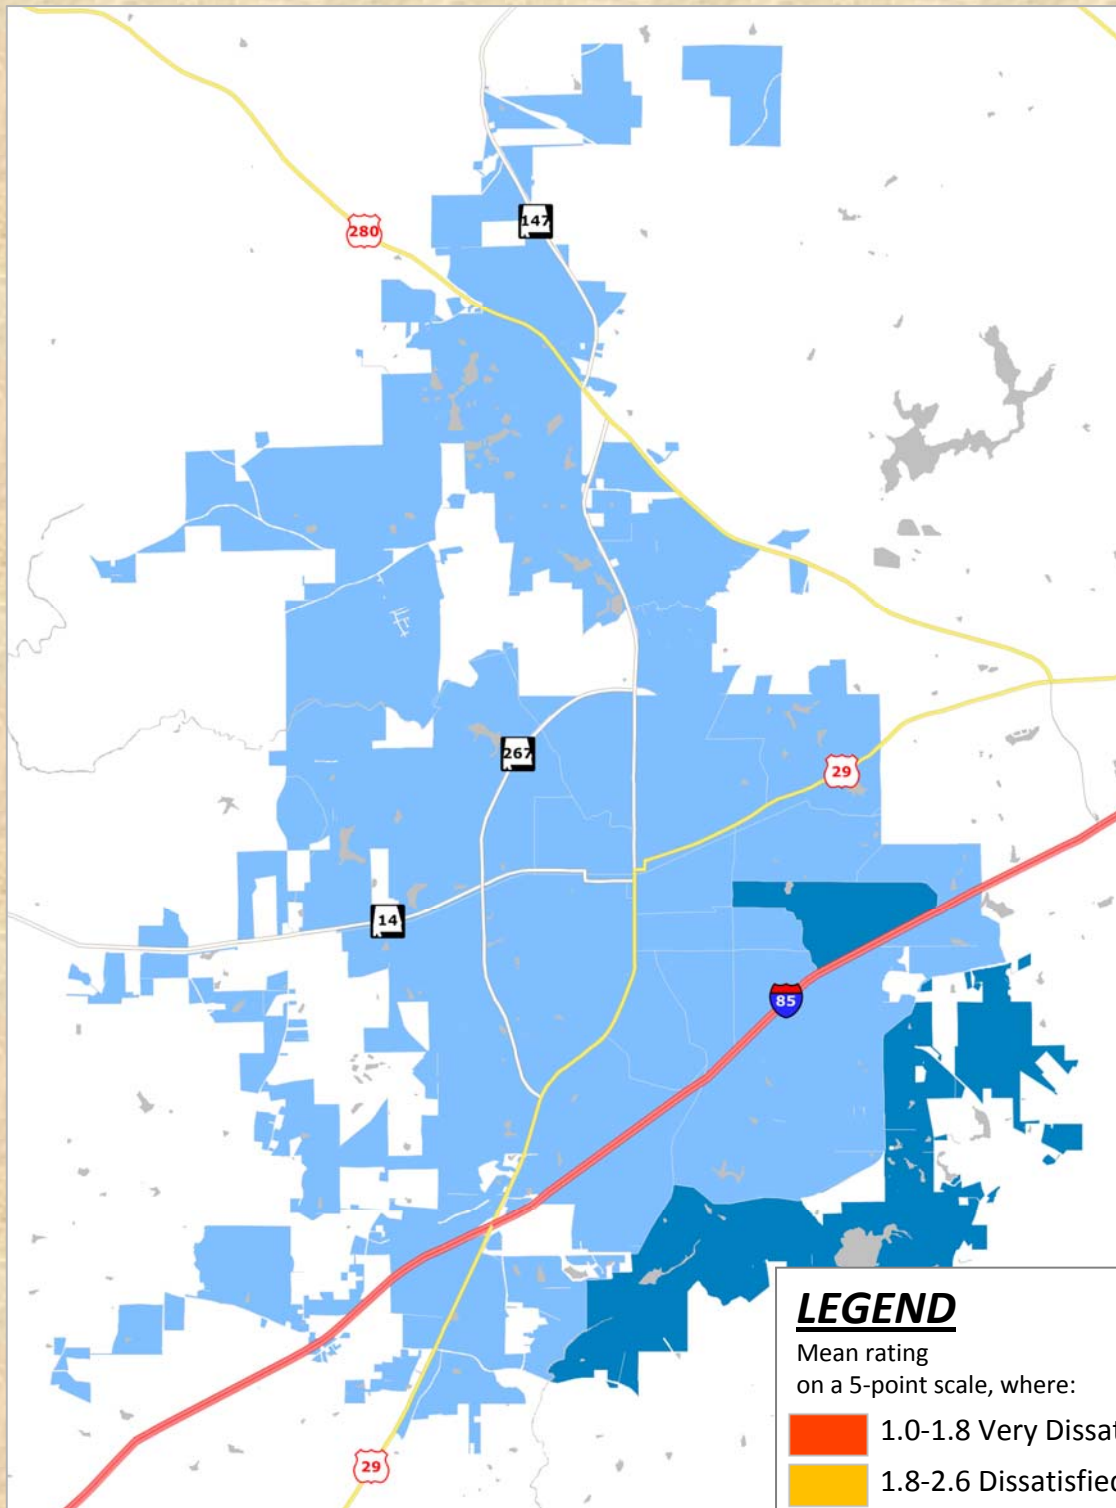 147
280
267
29
14
85
29
LEGEND
Mean rating
on a 5-point scale, where:
1.0-1.8 Very Dissat
1.8-2.6 Dissatisfied